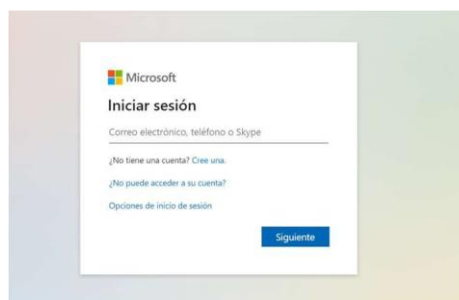 Microsoft
Iniciar sesión
Correo electrónico, teléfono o Skype
¿No tiene una cuenta? Cree una.
¿No puede acceder a su cuenta?
Opciones de inicio de sesión
Siguiente